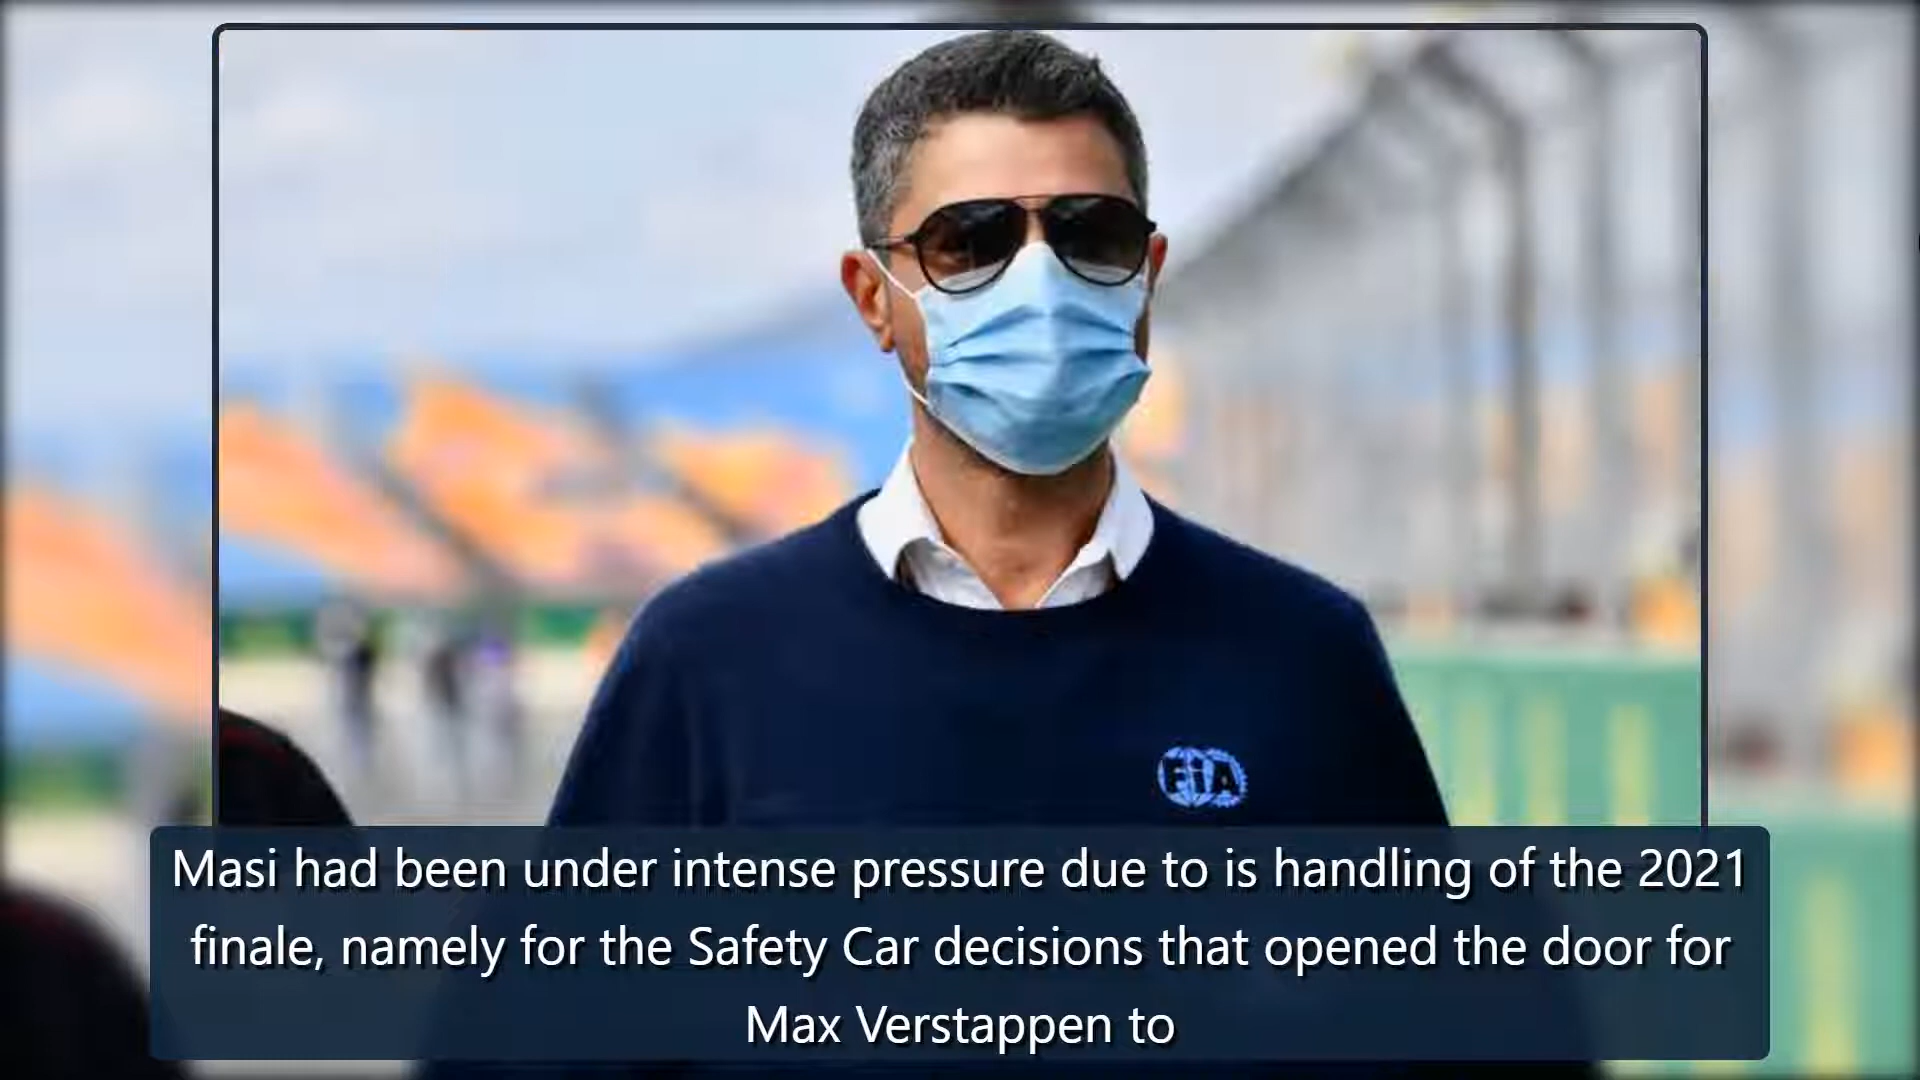 FIA
Masi had been under intense pressure due to is handling of the 2021
finale, namely for the Safety Car decisions that opened the door for
Max Verstappen to